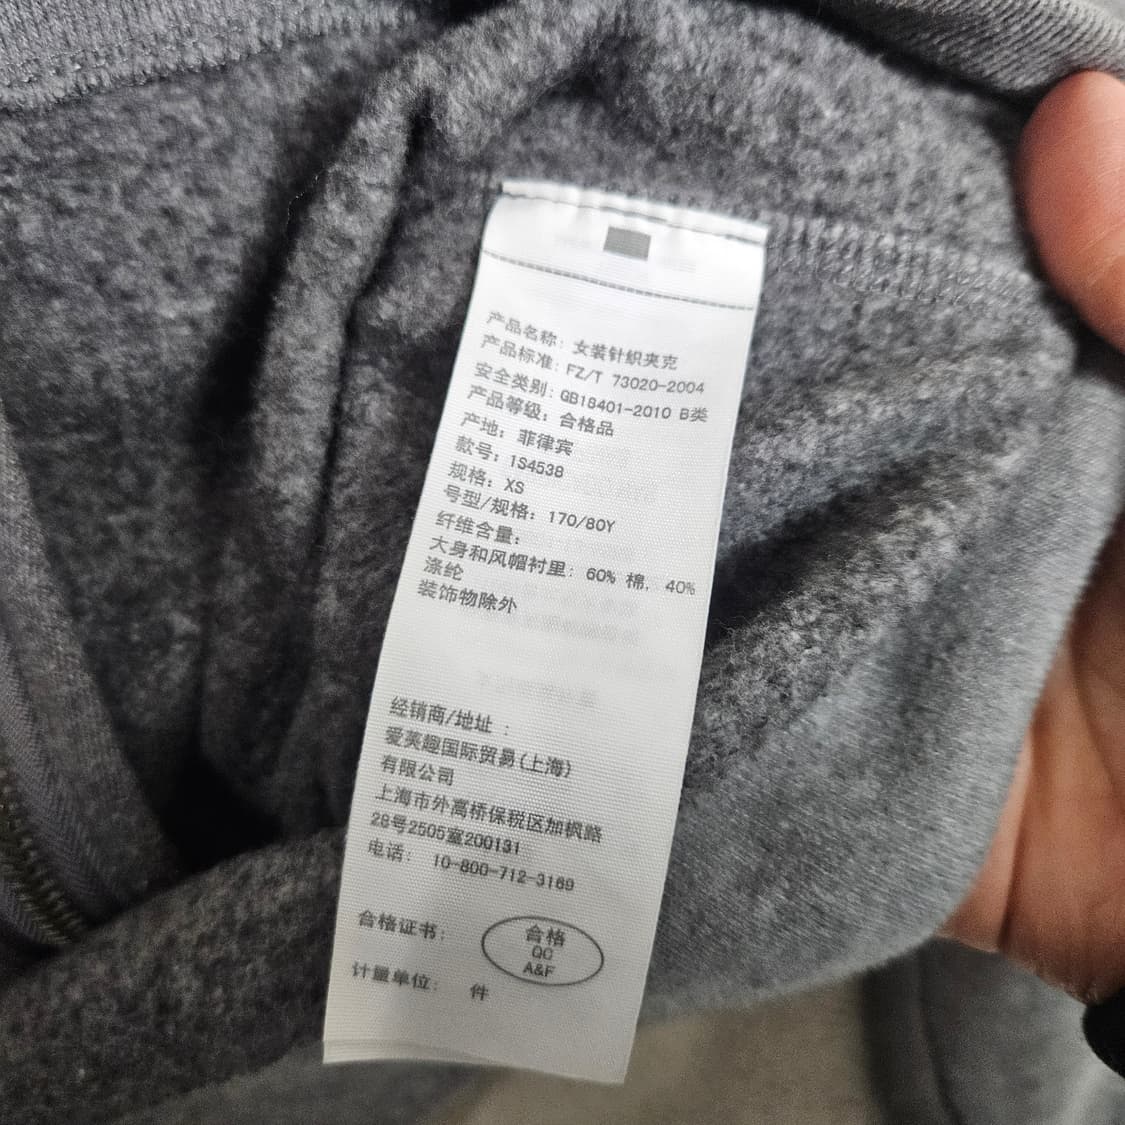 产品名称: 女装针织夹克
产品标准: FZ/T 73020-2004
安全类别: GB18401-2010 B类
产品等级: 合格品
产地: 菲律宾
款号: 1S4538
规格: XS
号型/规格: 170/80Y
纤维含量:
大身和风帽衬里: 60% 棉, 40%
涤纶
装饰物除外
经销商/地址 :
爱芙趣国际贸易(上海)
有限公司
上海市外高桥保税区加枫路
28号2505室200131
电话: 10-800-712-3169
合格证书:
合格
QC
A&F
计量单位: 件